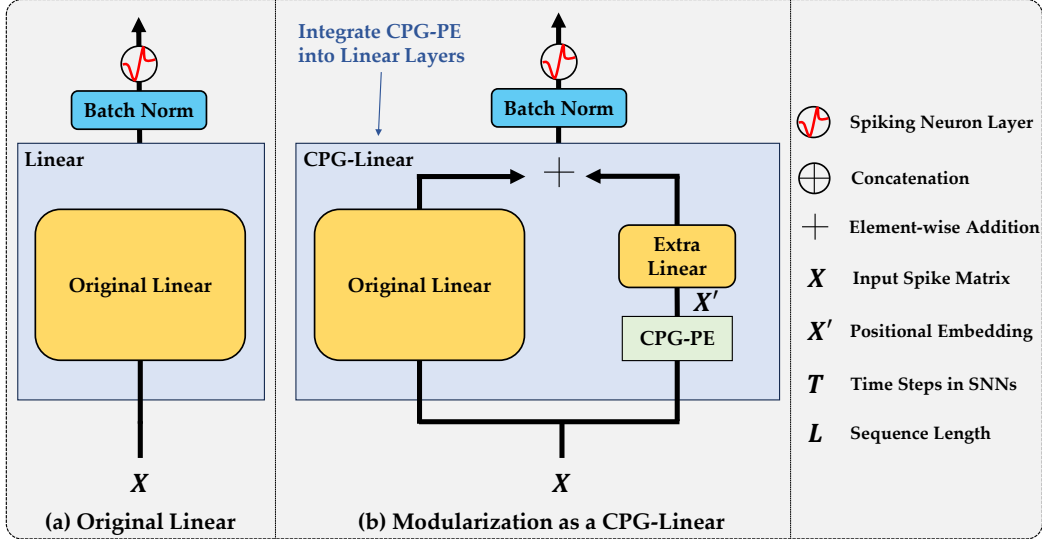 Batch Norm
Linear
Original Linear
X
(a) Original Linear
Integrate CPG-PE
into Linear Layers
Batch Norm
CPG-Linear
Original Linear
Extra
Linear
X′
CPG-PE
X
(b) Modularization as a CPG-Linear
Spiking Neuron Layer
Concatenation
Element-wise Addition
X Input Spike Matrix
X′ Positional Embedding
T Time Steps in SNNs
L Sequence Length